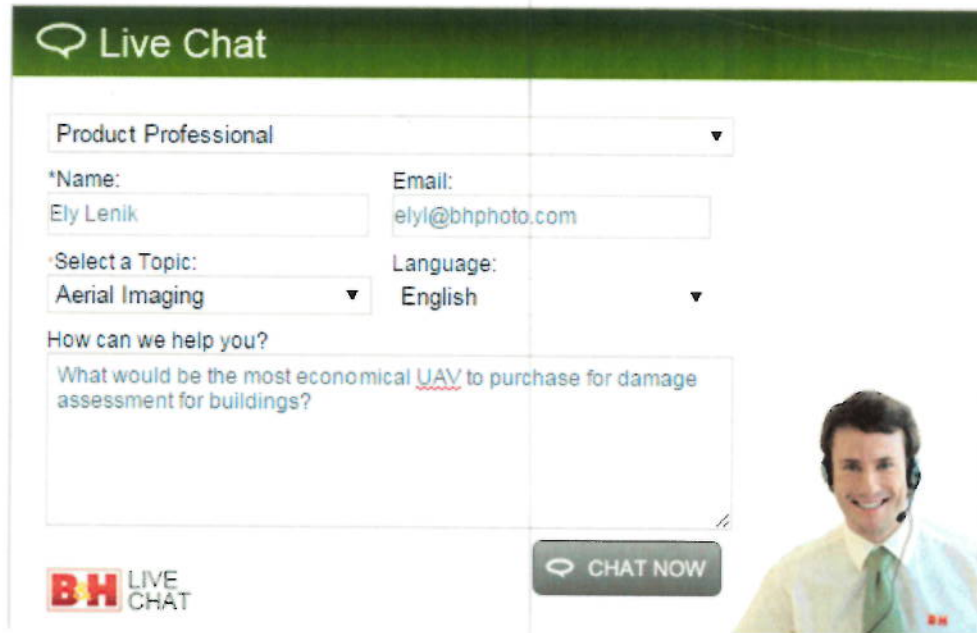 Live Chat
Product Professional
*Name:
Email:
Ely Lenik
elyl@bhphoto.com
*Select a Topic:
Language:
Aerial Imaging
English
How can we help you?
What would be the most economical UAV to purchase for damage
assessment for buildings?
CHAT NOW
B&H LIVE
CHAT
B&H